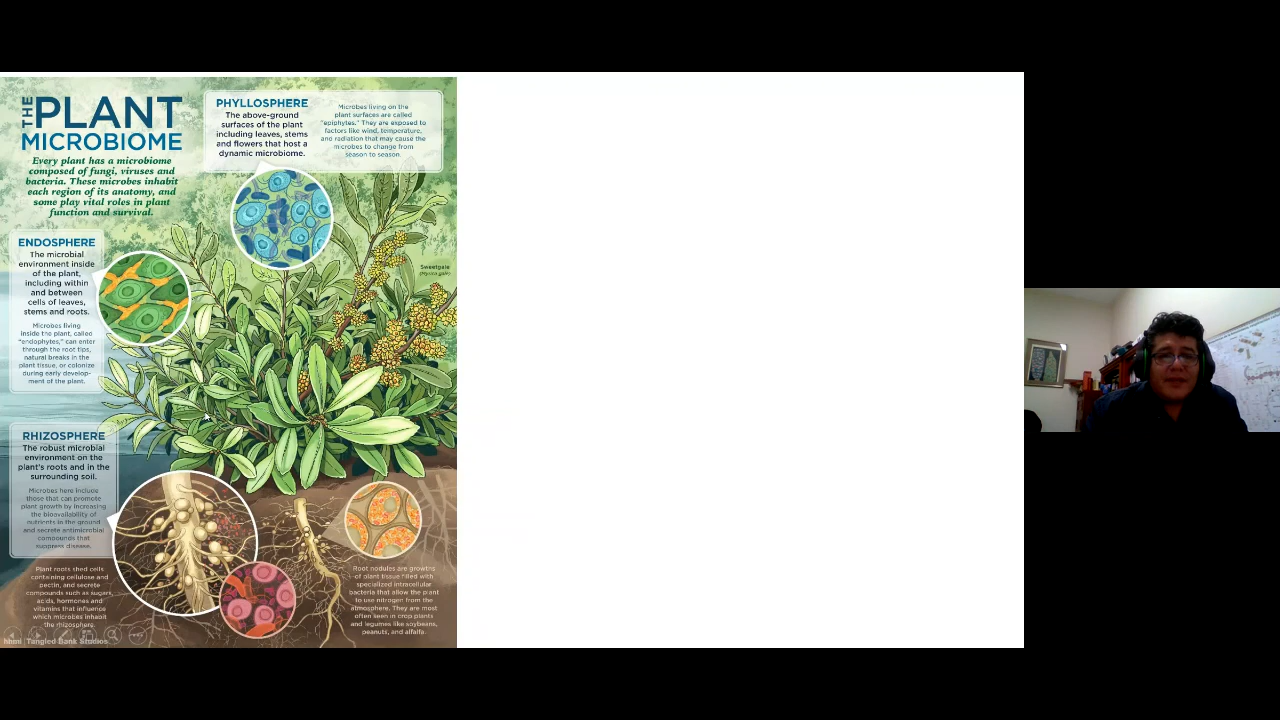 THE PLANT
MICROBIOME
Every plant has a microbiome
composed of fungi, viruses and
bacteria. These microbes inhabit
each region of its anatomy, and
some play vital roles in plant
function and survival.
PHYLLOSPHERE
The above-ground
surfaces of the plant
including leaves, stems
and flowers that host a
dynamic microbiome.
Microbes living on the
plant surfaces are called
"epiphytes." They are exposed to
factors like wind, temperature,
and radiation that may cause the
microbes to change from
season to season.
ENDOSPHERE
The microbial
environment inside
of the plant,
including within
and between
cells of leaves,
stems and roots.
Microbes living
inside the plant, called
"endophytes," can enter
through the root tips,
natural breaks in the
plant tissue, or colonize
during early develop-
ment of the plant.
Sweetgale
(Myrica gale)
RHIZOSPHERE
The robust microbial
environment on the
plant's roots and in the
surrounding soil.
Microbes here include
those that can promote
plant growth by increasing
the bioavailability of
nutrients in the ground
and secrete antimicrobial
compounds that
suppress disease.
Plant roots shed cells
containing cellulose and
pectin, and secrete
compounds such as sugars,
acids, hormones and
vitamins that influence
which microbes inhabit
the rhizosphere.
Root nodules are growths
of plant tissue filled with
specialized intracellular
bacteria that allow the plant
to use nitrogen from the
atmosphere. They are most
often seen in crop plants
and legumes like soybeans,
peanuts, and alfalfa.
hhmi | Tangled Bank Studios